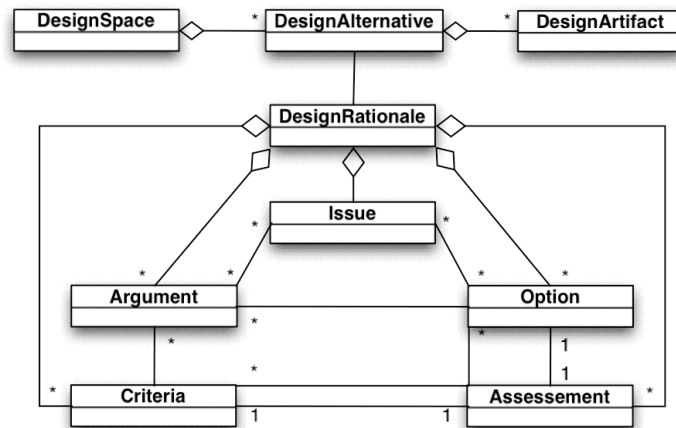 DesignSpace * DesignAlternative * DesignArtifact
DesignRationale
Issue
* *
* * * *
Argument Option
* *
* 1
* 1
* Criteria Assessement *
1 1